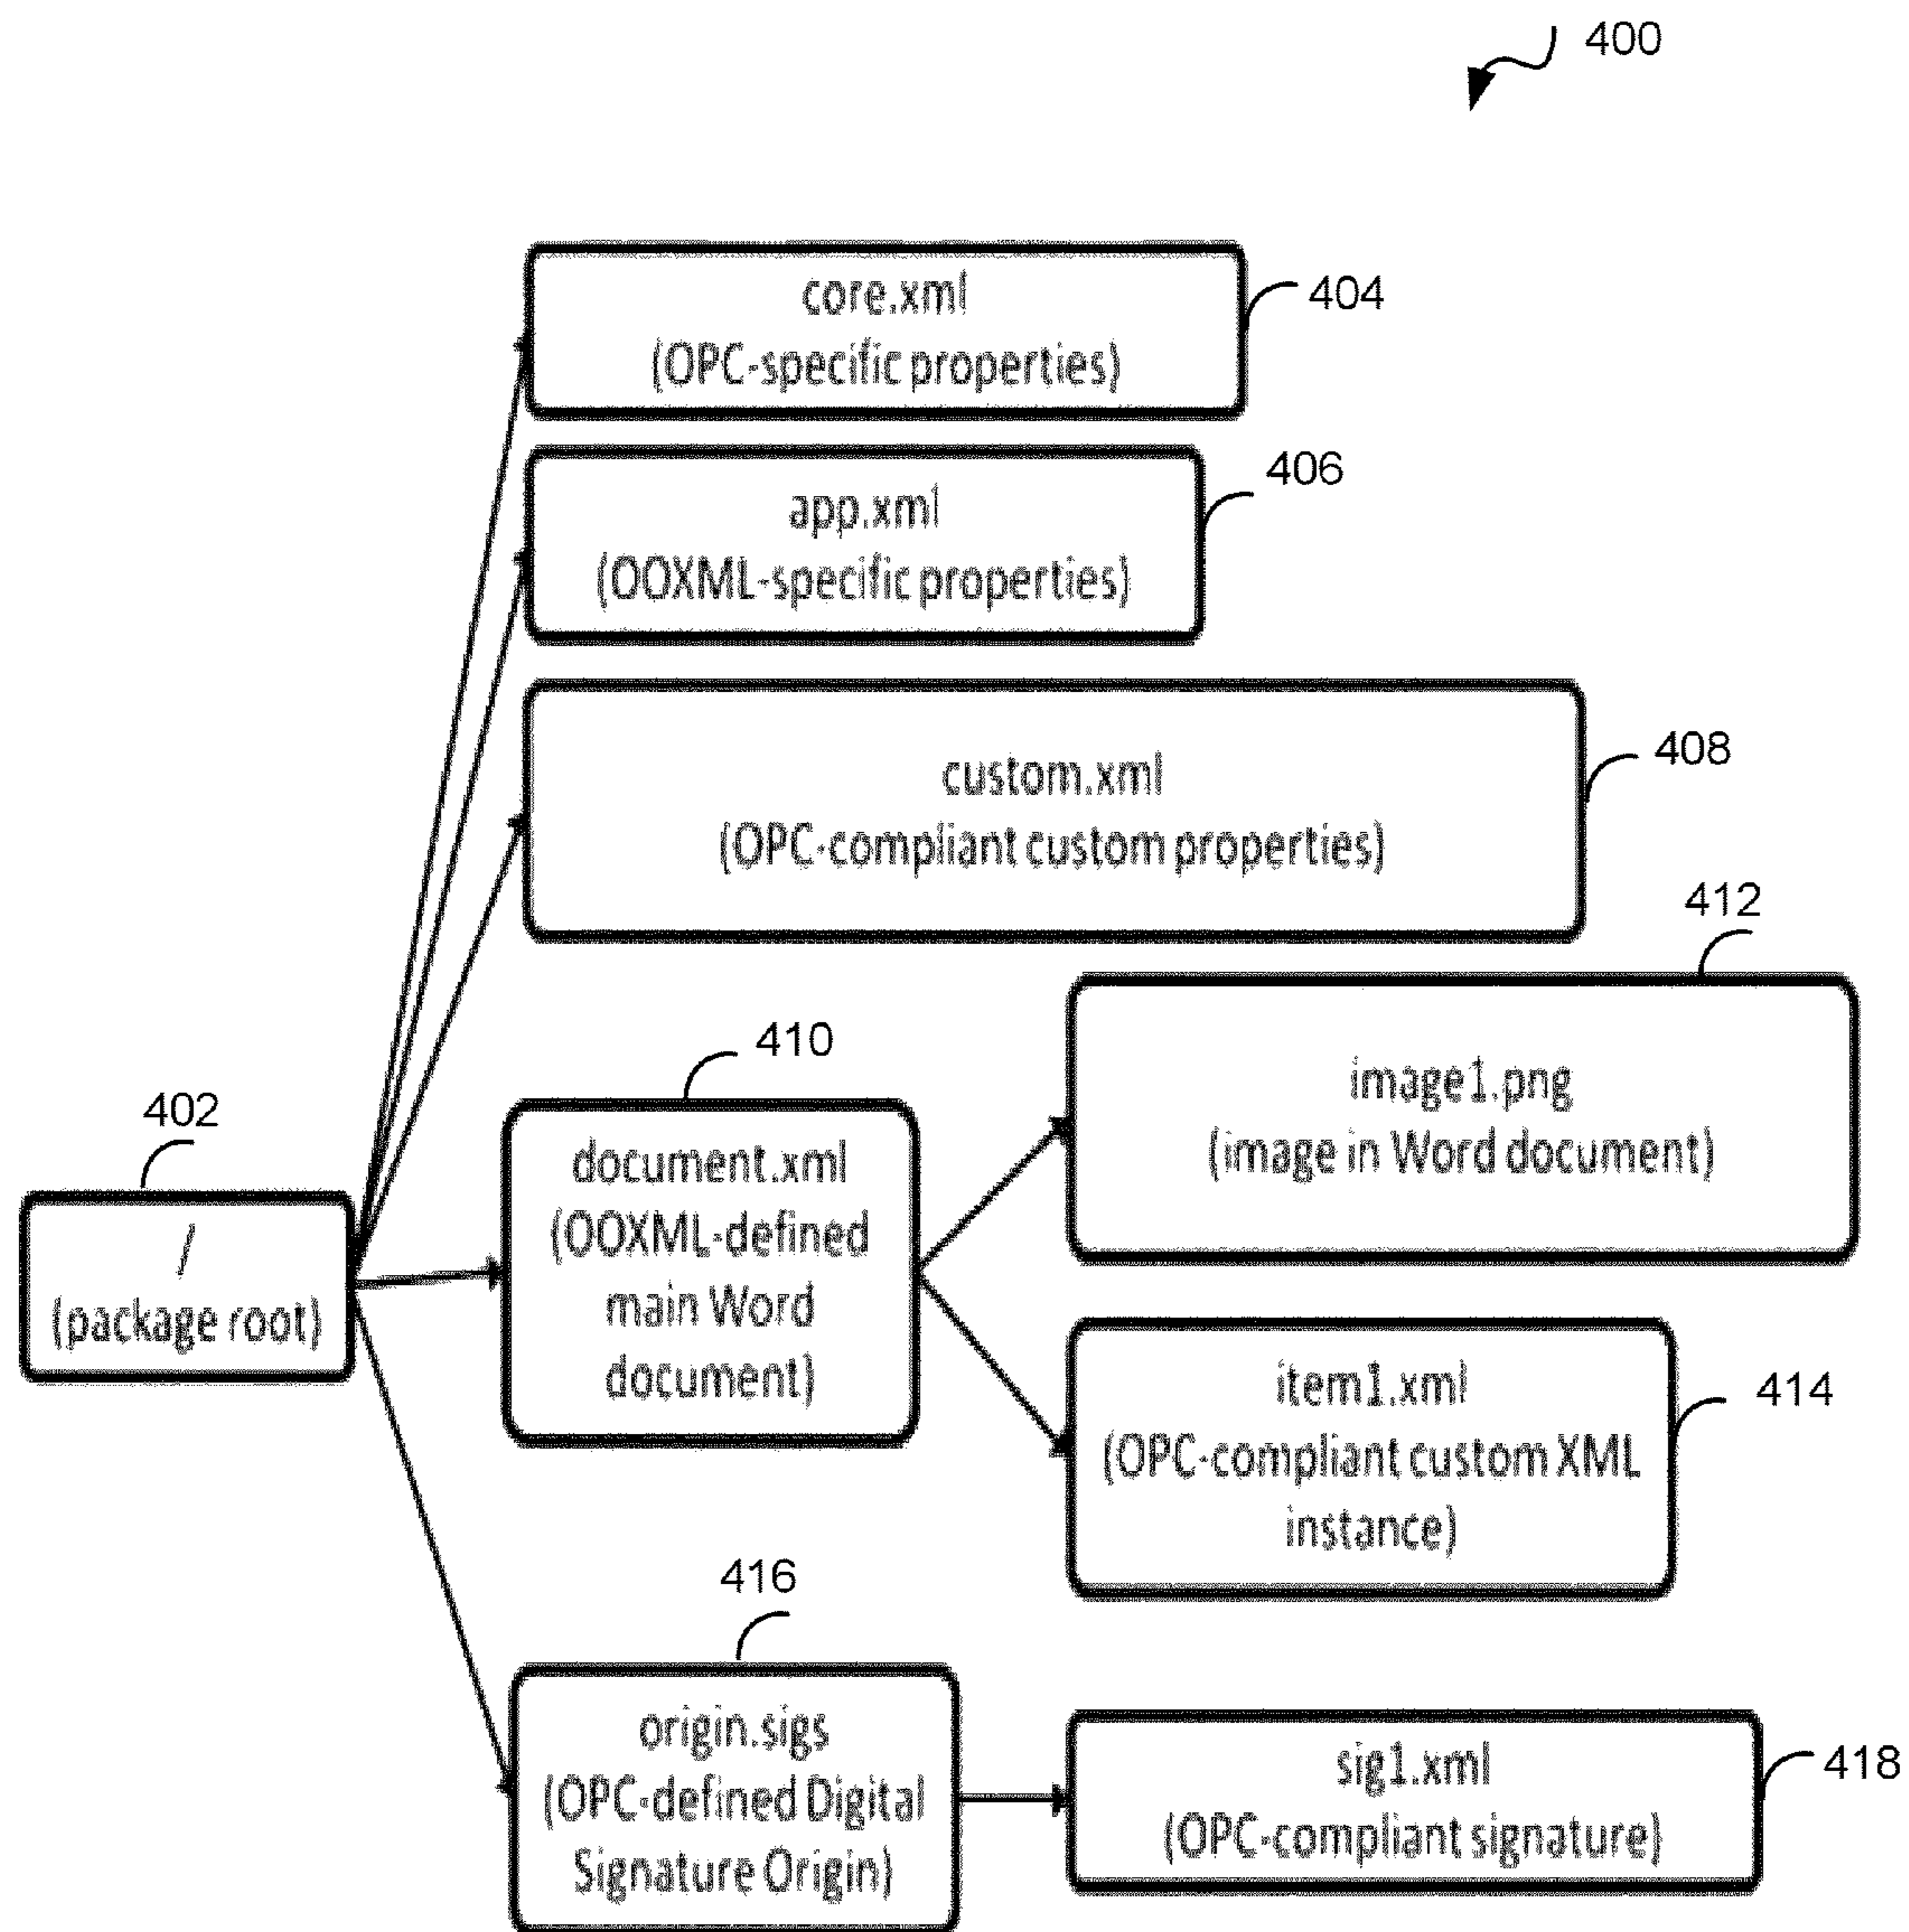 400
core.xml
(OPC-specific properties)
404
app.xml
(OOXML-specific properties)
406
custom.xml
(OPC-compliant custom properties)
408
402
/
(package root)
410
document.xml
(OOXML-defined
main Word
document)
412
image1.png
(image in Word document)
item1.xml
(OPC-compliant custom XML
instance)
414
416
origin.sigs
(OPC-defined Digital
Signature Origin)
sig1.xml
(OPC-compliant signature)
418